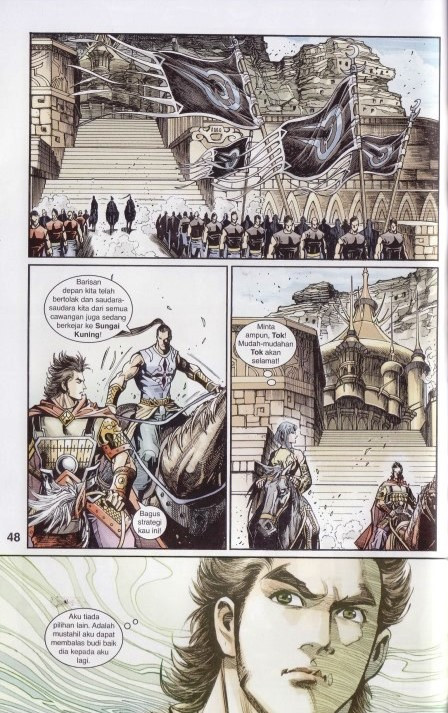 Barisan
depan kita telah
bertolak dan saudara-
saudara kita dari semua
cawangan juga sedang
berkejar ke Sungai
Kuning!
Bagus
strategi
kau ini!
Minta
ampun, Tok!
Mudah-mudahan
Tok akan
selamat!
48
Aku tiada
pilihan lain. Adalah
mustahil aku dapat
membalas budi baik
dia kepada aku
lagi.